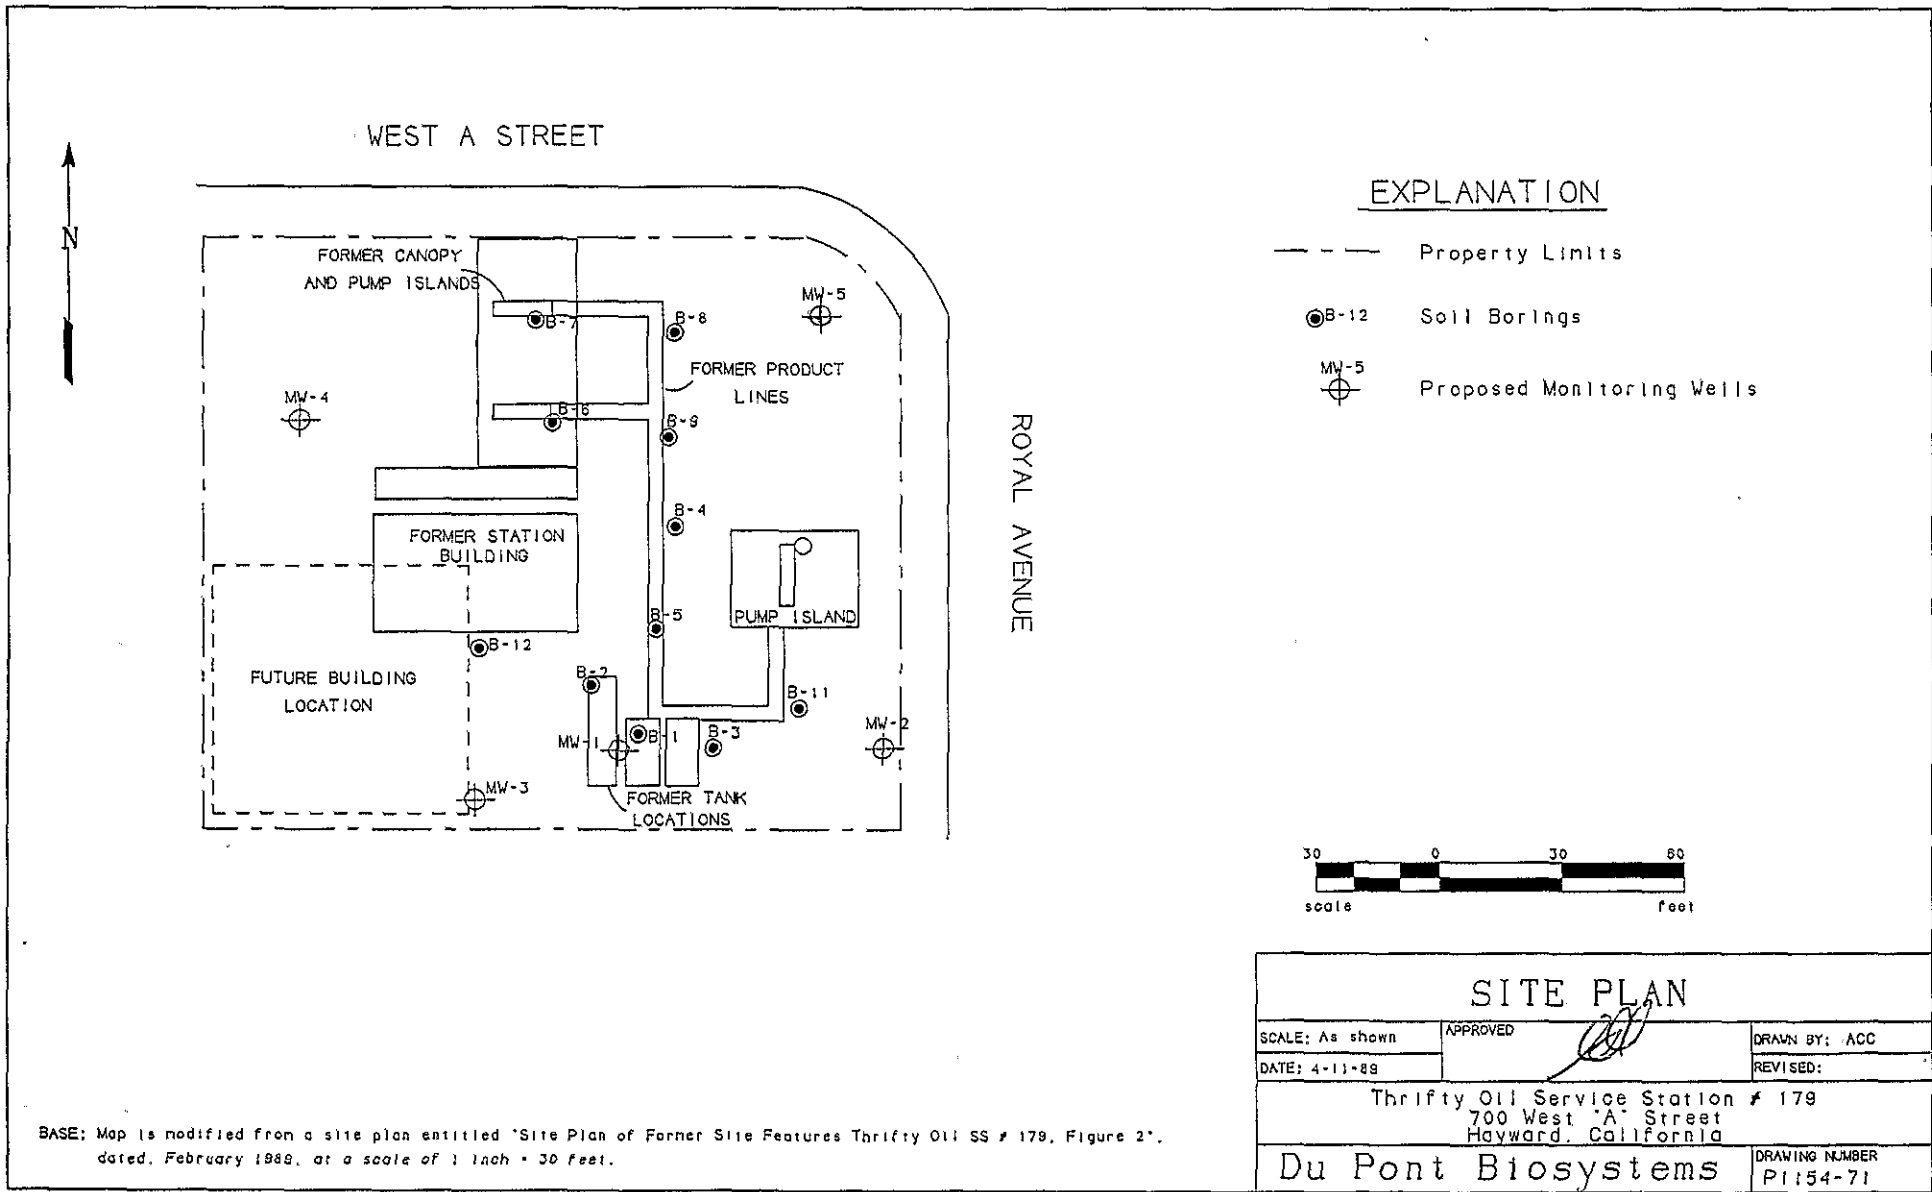 WEST A STREET
N
FORMER CANOPY
AND PUMP ISLANDS
MW-5
B-7
B-8
FORMER PRODUCT
LINES
MW-4
B-6
B-9
ROYAL AVENUE
B-4
FORMER STATION
BUILDING
PUMP ISLAND
B-5
B-12
B-2
FUTURE BUILDING
LOCATION
B-11
MW-2
MW-1
B-1
B-3
MW-3
FORMER TANK
LOCATIONS
EXPLANATION
Property Limits
B-12 Soil Borings
MW-5
Proposed Monitoring Wells
30 0 30 60
scale feet
SITE PLAN
SCALE: As shown
APPROVED
DRAWN BY: ACC
DATE: 4-11-89
REVISED:
Thrifty Oil Service Station # 179
700 West "A" Street
Hayward, California
Du Pont Biosystems
DRAWING NUMBER
P1154-71
BASE: Map is modified from a site plan entitled "Site Plan of Former Site Features Thrifty Oil SS # 179, Figure 2",
dated, February 1989, at a scale of 1 inch = 30 feet.